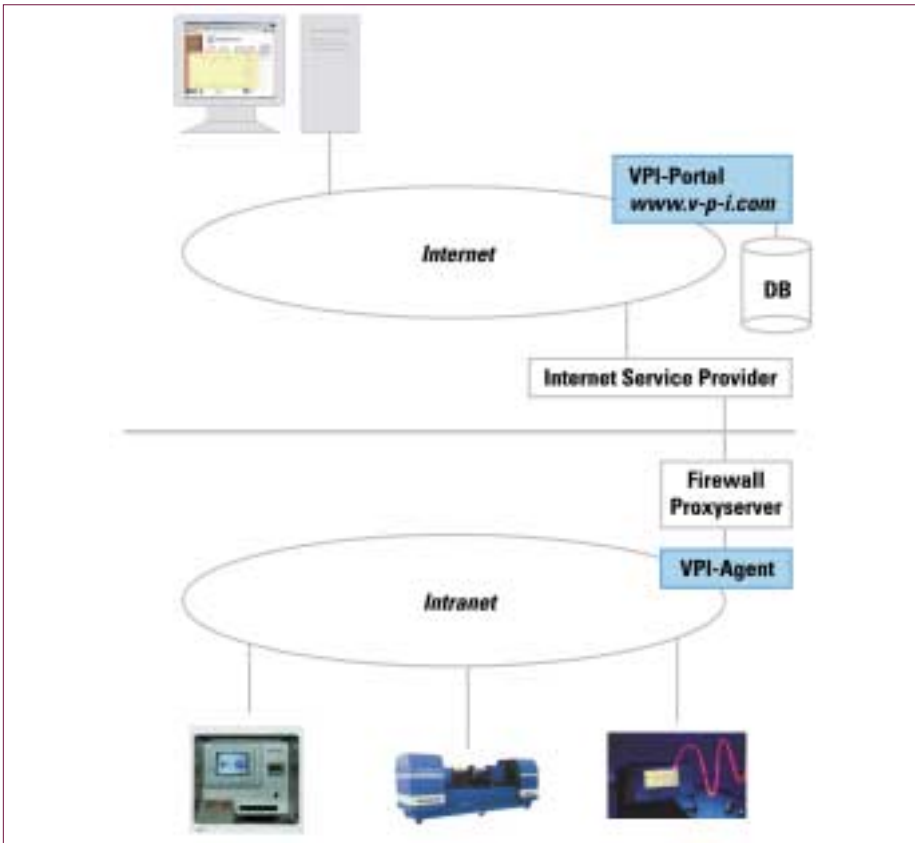 VPI-Portal
www.v-p-i.com
Internet
DB
Internet Service Provider
Firewall
Proxyserver
VPI-Agent
Intranet